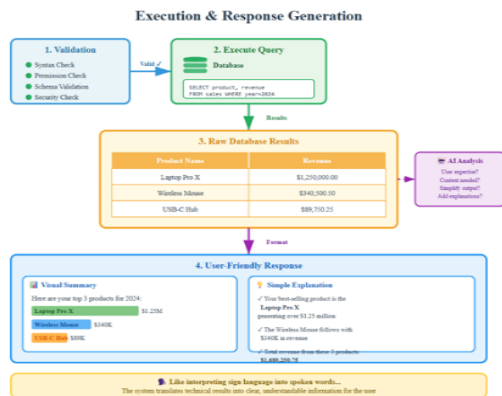 Execution & Response Generation
1. Validation
Syntax Check
Permission Check
Schema Validation
Security Check
Valid ✓
2. Execute Query
Database
SELECT product, revenue
FROM sales WHERE year=2024
Results
3. Raw Database Results
Product Name Revenue
Laptop Pro X $1,250,000.00
Wireless Mouse $340,500.50
USB-C Hub $89,750.25
AI Analysis
User expertise?
Context needed?
Simplify output?
Add explanations?
Format
4. User-Friendly Response
Visual Summary
Here are your top 3 products for 2024:
Laptop Pro X $1.25M
Wireless Mouse $340K
USB-C Hub $89K
Simple Explanation
✓ Your best-selling product is the
Laptop Pro X
generating over $1.25 million
✓ The Wireless Mouse follows with
$340K in revenue
✓ Total revenue from these 3 products:
Like interpreting sign language into spoken words...
The system translates technical results into clear, understandable information for the user